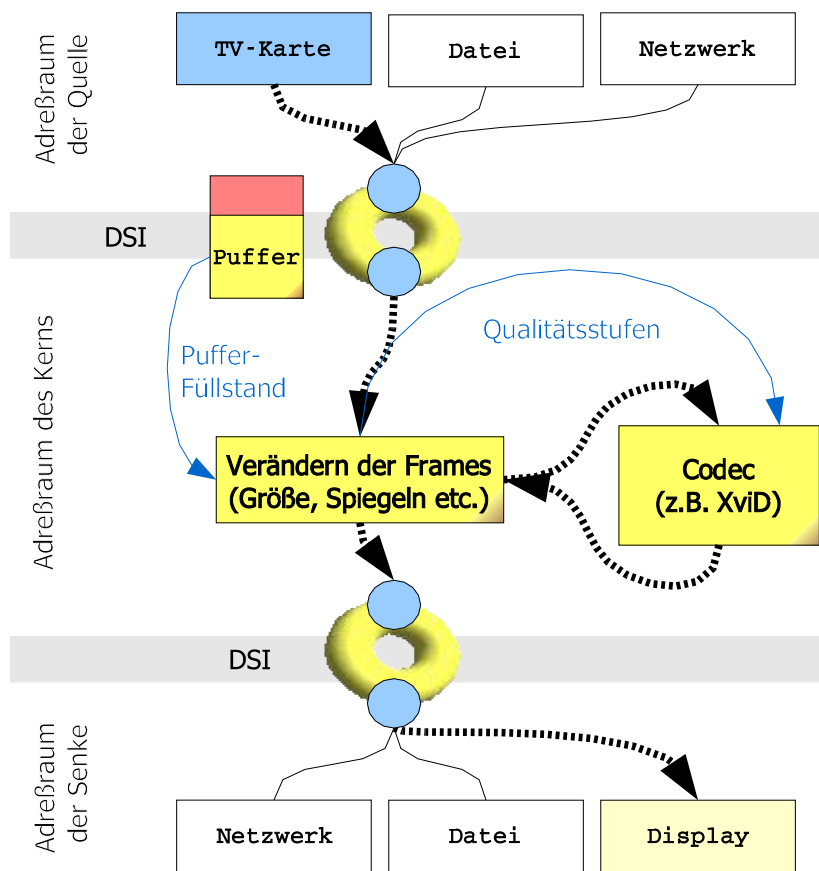 Adreßraum
der Quelle
TV-Karte
Datei
Netzwerk
DSI
Puffer
Adreßraum des Kerns
Puffer-
Füllstand
Qualitätsstufen
Verändern der Frames
(Größe, Spiegeln etc.)
Codec
(z.B. XviD)
DSI
Adreßraum
der Senke
Netzwerk
Datei
Display